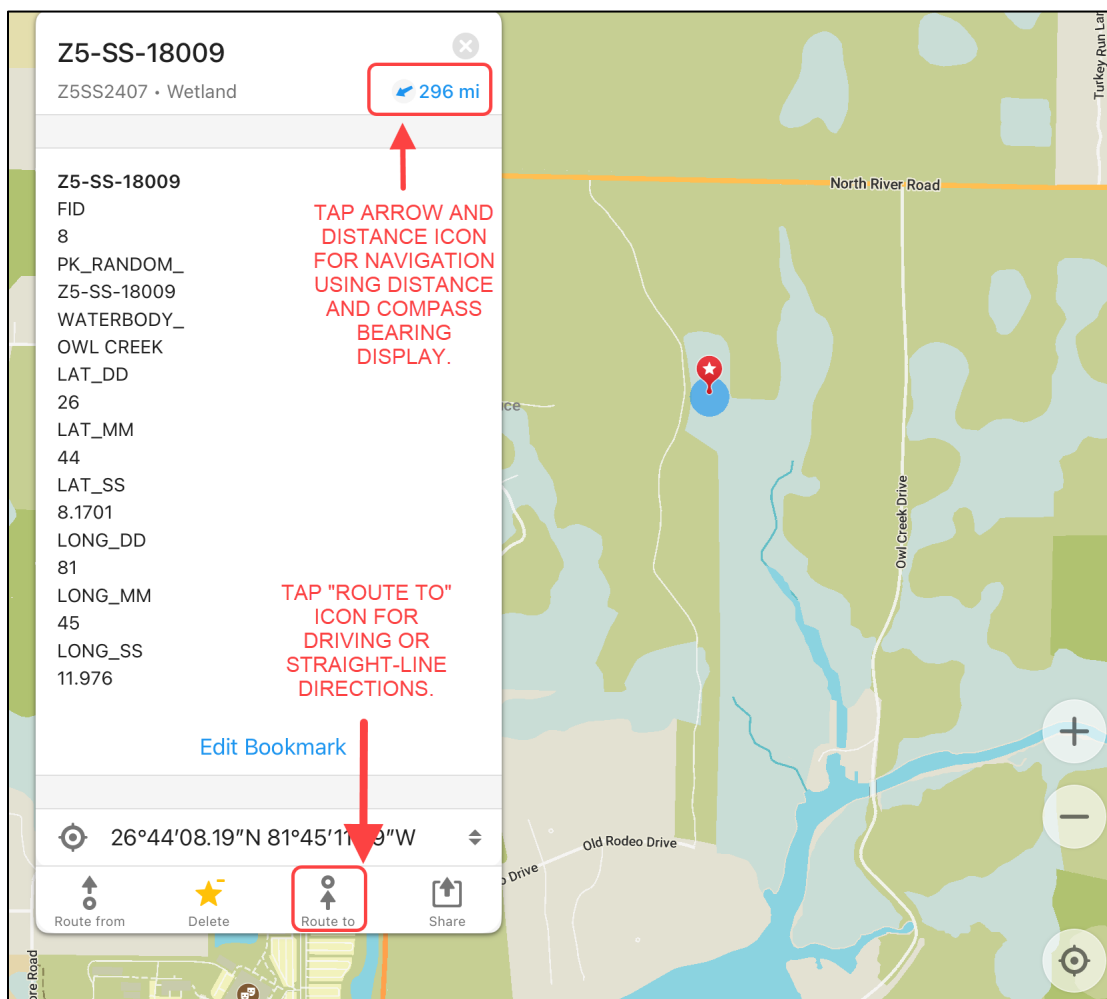 Z5-SS-18009
Z5SS2407 • Wetland
296 mi
Z5-SS-18009
FID
8
PK_RANDOM_
Z5-SS-18009
WATERBODY_
OWL CREEK
LAT_DD
26
LAT_MM
44
LAT_SS
8.1701
LONG_DD
81
LONG_MM
45
LONG_SS
11.976
TAP ARROW AND
DISTANCE ICON
FOR NAVIGATION
USING DISTANCE
AND COMPASS
BEARING
DISPLAY.
TAP "ROUTE TO"
ICON FOR
DRIVING OR
STRAIGHT-LINE
DIRECTIONS.
Edit Bookmark
26°44′08.19″N 81°45′11
9″W
Route from
Delete
Route to
Share
Turkey Run Lan
North River Road
ce
Owl Creek Drive
Old Rodeo Drive
Drive
ore Road